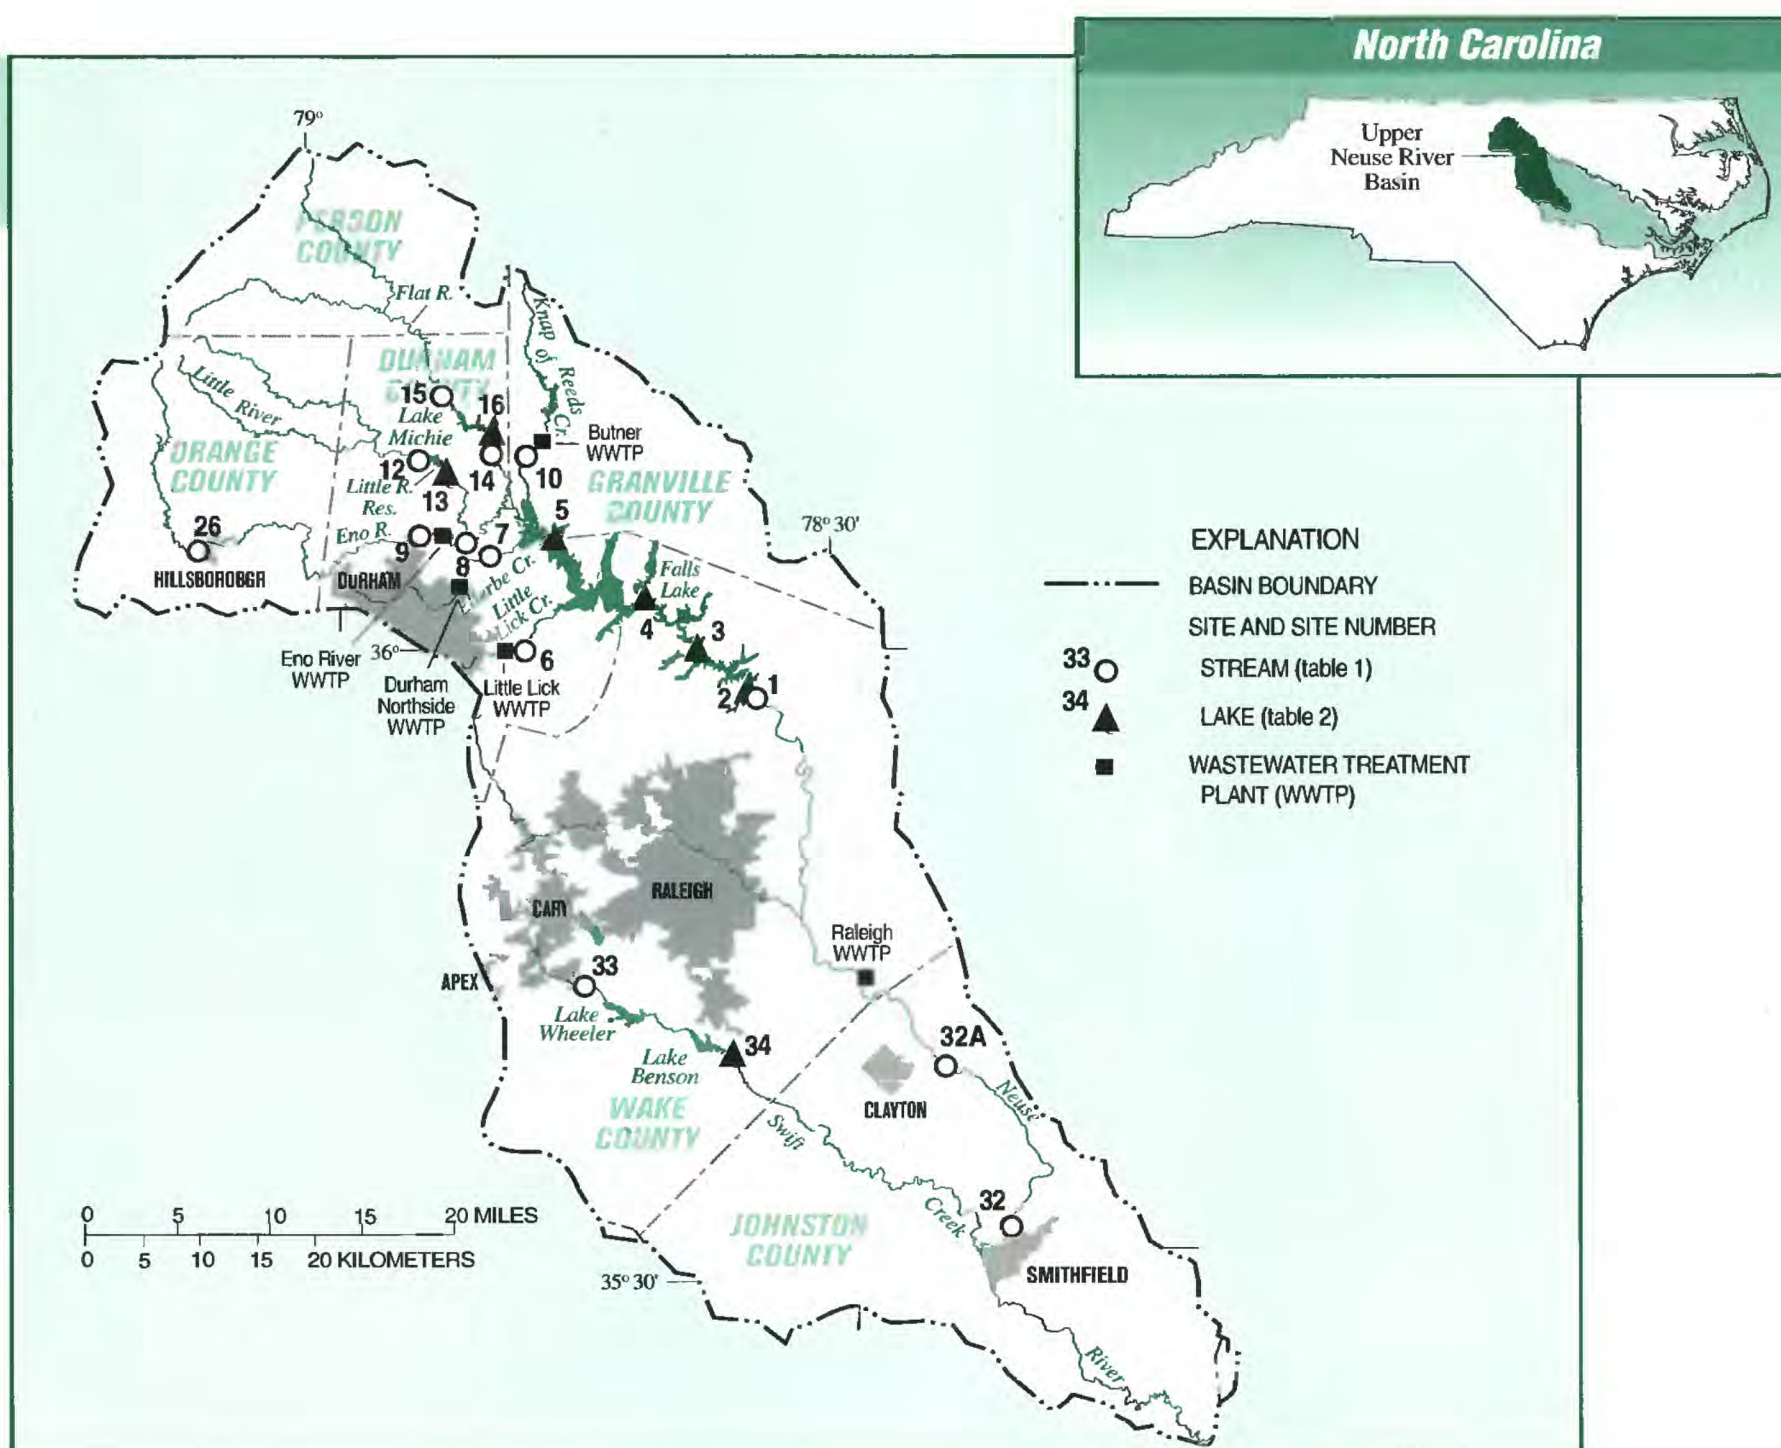 North Carolina
Upper
Neuse River
Basin
79°
PERSON
COUNTY
Flat R.
Knap of Reeds Cr.
DURHAM
COUNTY
Little River
15
16
Lake
Michie
Butner
WWTP
ORANGE
COUNTY
12
14
10
GRANVILLE
COUNTY
Little R.
Res.
13
5
78° 30'
26
Eno R.
9
7
HILLSBOROBGR
DURHAM
8
Cr.
Little
Lick Cr.
Falls
Lake
4
3
Eno River
WWTP
36°
6
Durham
Northside
WWTP
Little Lick
WWTP
2
1
EXPLANATION
BASIN BOUNDARY
SITE AND SITE NUMBER
33
STREAM (table 1)
34
LAKE (table 2)
WASTEWATER TREATMENT
PLANT (WWTP)
RALEIGH
CARY
Raleigh
WWTP
APEX
33
Lake
Wheeler
34
Lake
Benson
32A
WAKE
COUNTY
CLAYTON
Neuse
Swift
Creek
32
0 5 10 15 20 MILES
0 5 10 15 20 KILOMETERS
JOHNSTON
COUNTY
SMITHFIELD
35° 30'
River